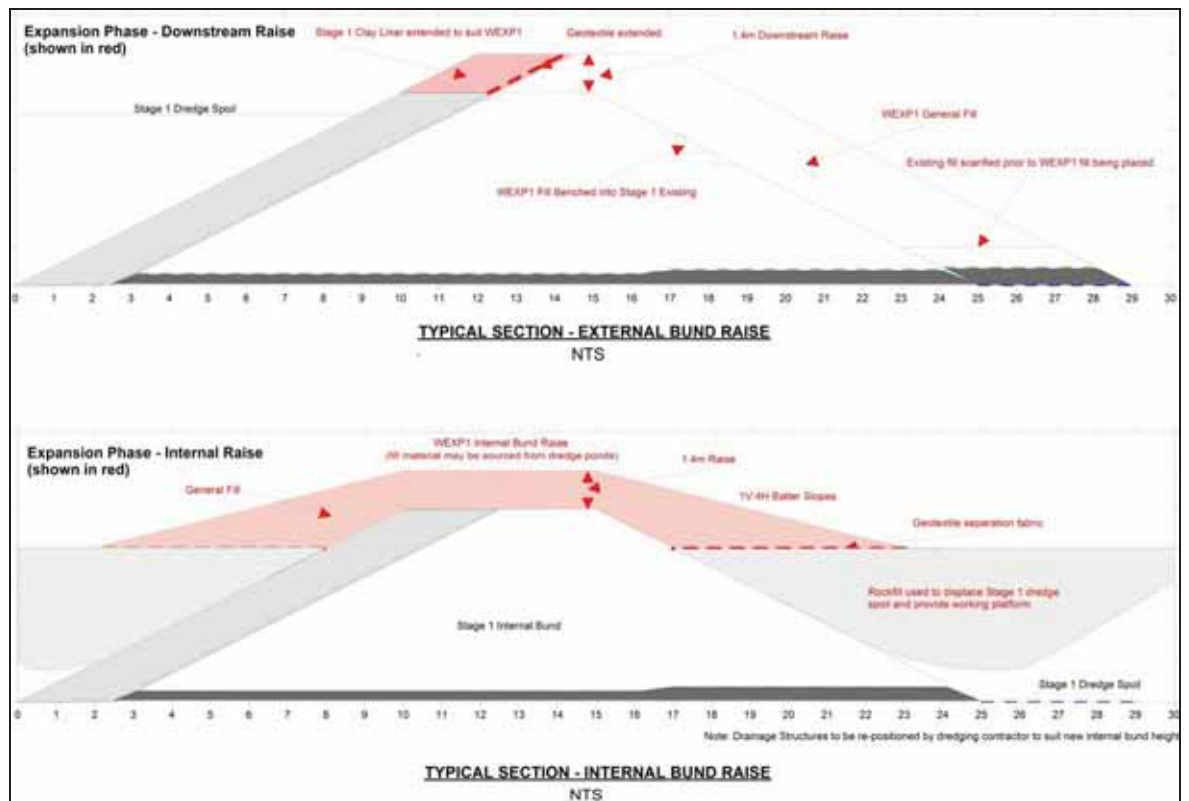 Expansion Phase - Downstream Raise
(shown in red)
Stage 1 Clay Liner extended to suit WEXP1
Geotextile extended
1.4m Downstream Raise
Stage 1 Dredge Spoil
WEXP1 General Fill
Existing fill scarified prior to WEXP1 fill being placed
WEXP1 Fill Benched into Stage 1 Existing
0 1 2 3 4 5 6 7 8 9 10 11 12 13 14 15 16 17 18 19 20 21 22 23 24 25 26 27 28 29 30
TYPICAL SECTION - EXTERNAL BUND RAISE
NTS
Expansion Phase - Internal Raise
(shown in red)
WEXP1 Internal Bund Raise
(fill material may be sourced from dredge ponds)
1.4m Raise
General Fill
1V:4H Batter Slopes
Geotextile separation fabric
Rockfill used to displace Stage 1 dredge
spoil and provide working platform
Stage 1 Internal Bund
Stage 1 Dredge Spoil
0 1 2 3 4 5 6 7 8 9 10 11 12 13 14 15 16 17 18 19 20 21 22 23 24 25 26 27 28 29 30
Note: Drainage Structures to be re-positioned by dredging contractor to suit new internal bund height
TYPICAL SECTION - INTERNAL BUND RAISE
NTS